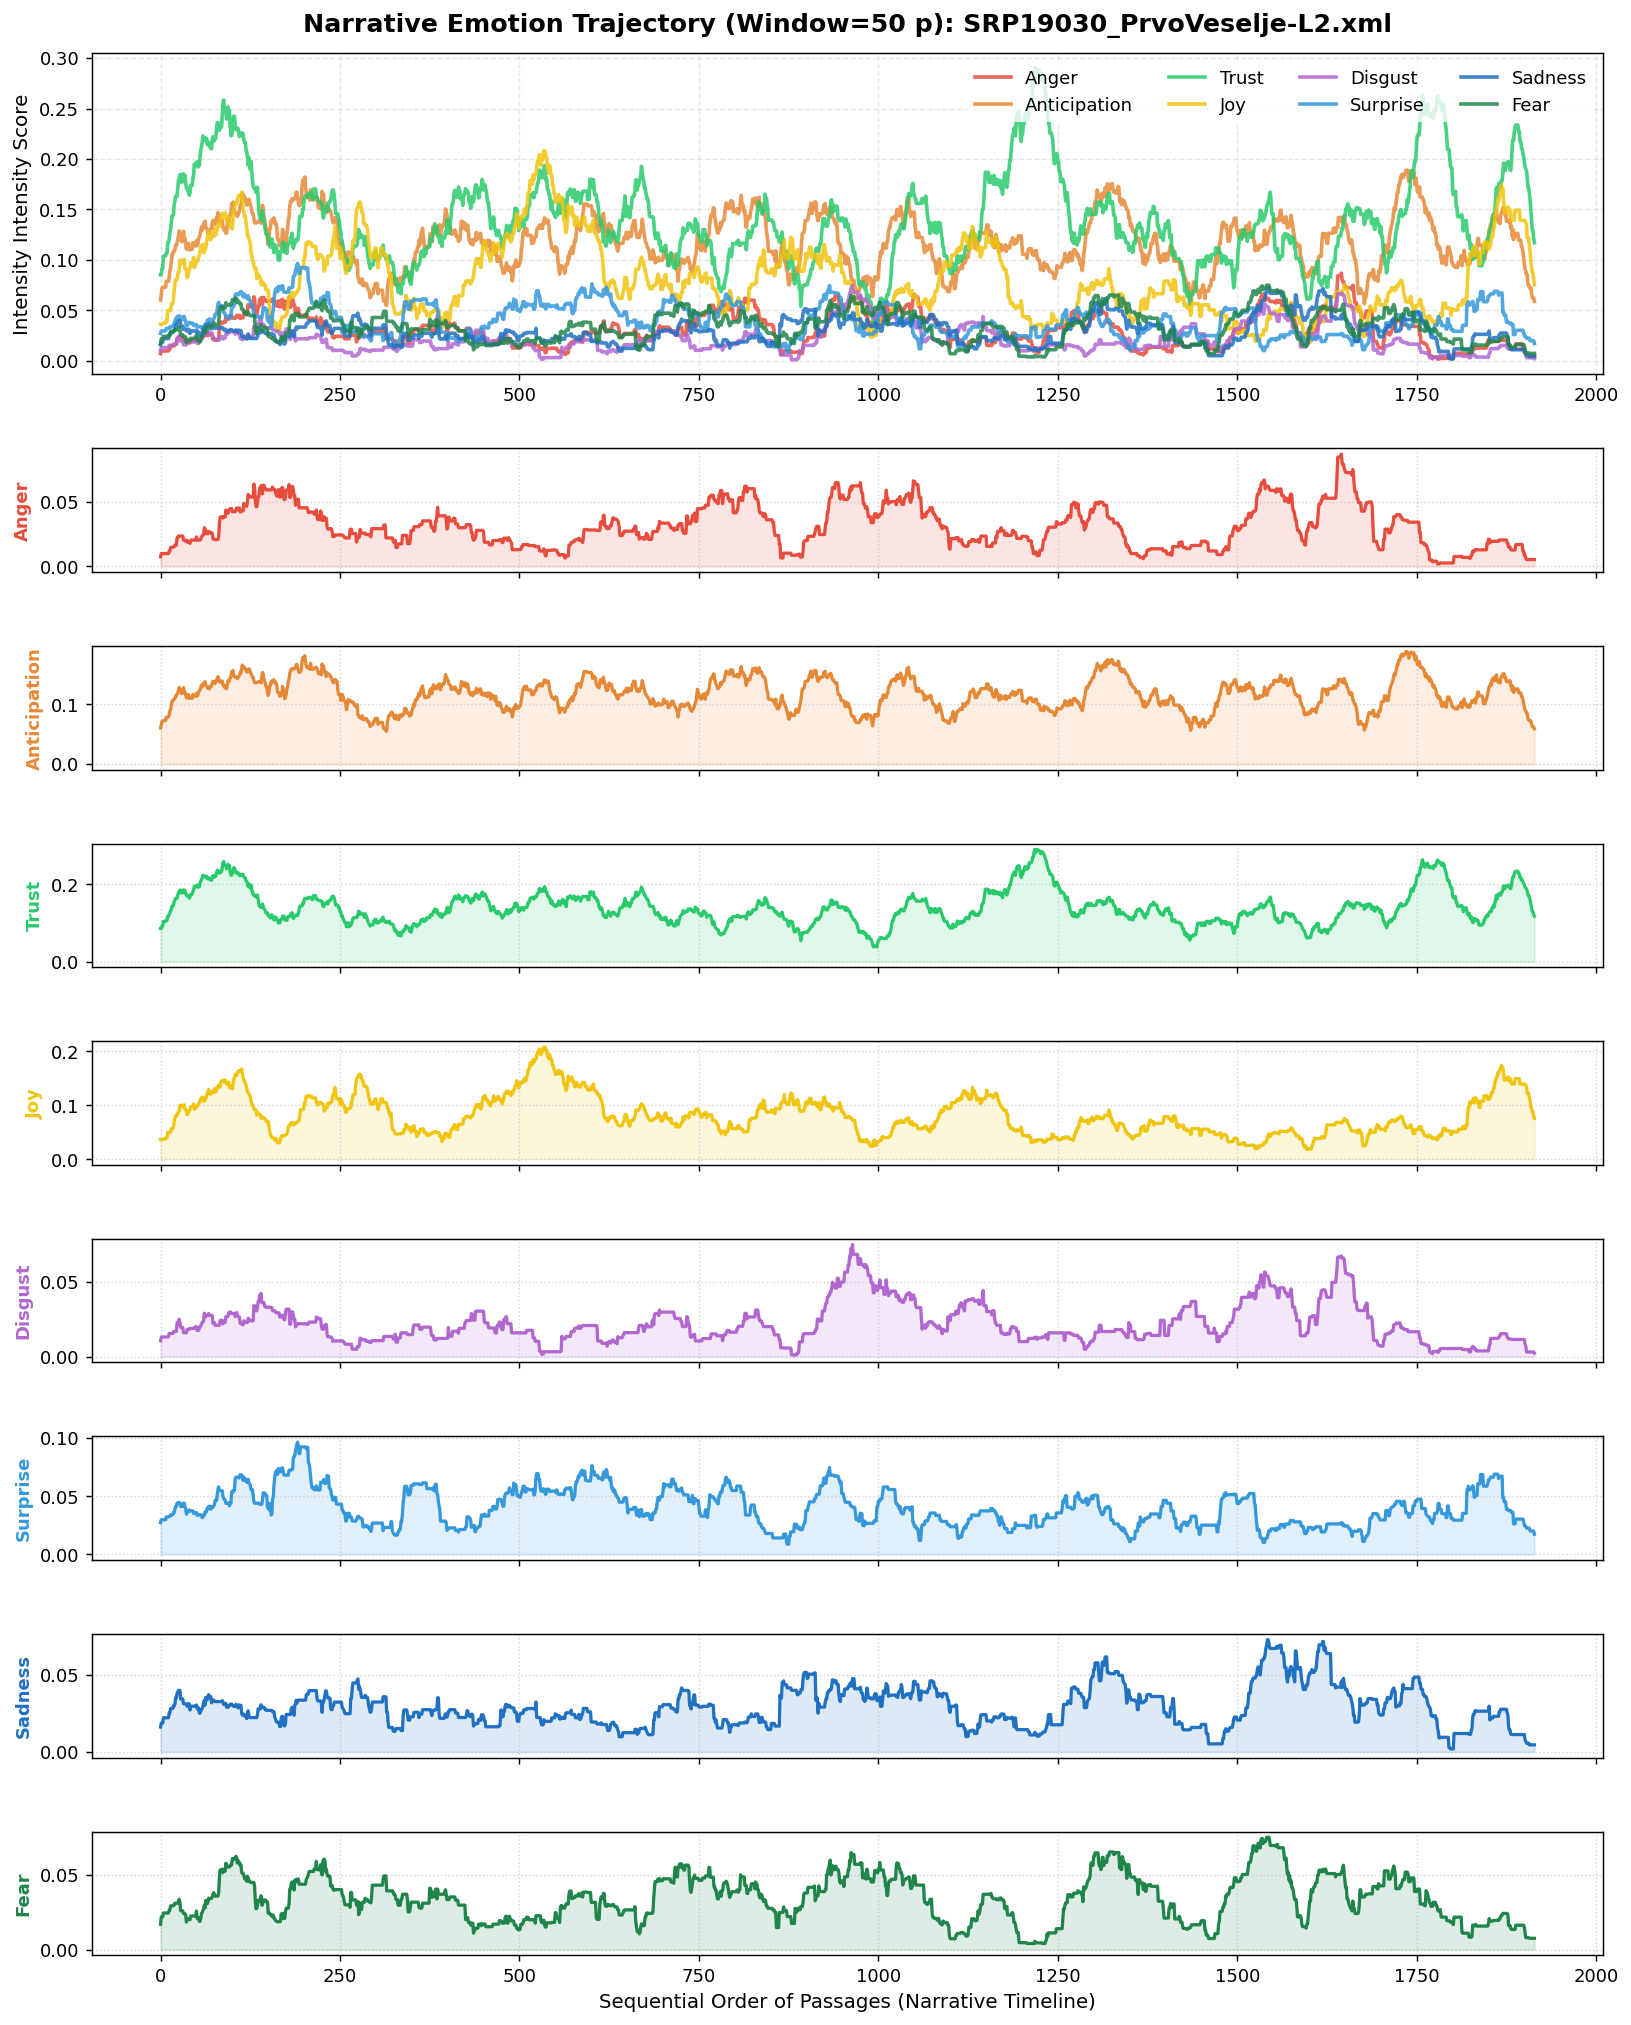 Narrative Emotion Trajectory (Window=50 p): SRP19030_PrvoVeselje-L2.xml
Intensity Intensity Score
0.30
0.25
0.20
0.15
0.10
0.05
0.00
Anger Trust Disgust Sadness
Anticipation Joy Surprise Fear
0 250 500 750 1000 1250 1500 1750 2000
Anger
0.05
0.00
Anticipation
0.1
0.0
Trust
0.2
0.0
Joy
0.2
0.1
0.0
Disgust
0.05
0.00
Surprise
0.10
0.05
0.00
Sadness
0.05
0.00
Fear
0.05
0.00
0 250 500 750 1000 1250 1500 1750 2000
Sequential Order of Passages (Narrative Timeline)